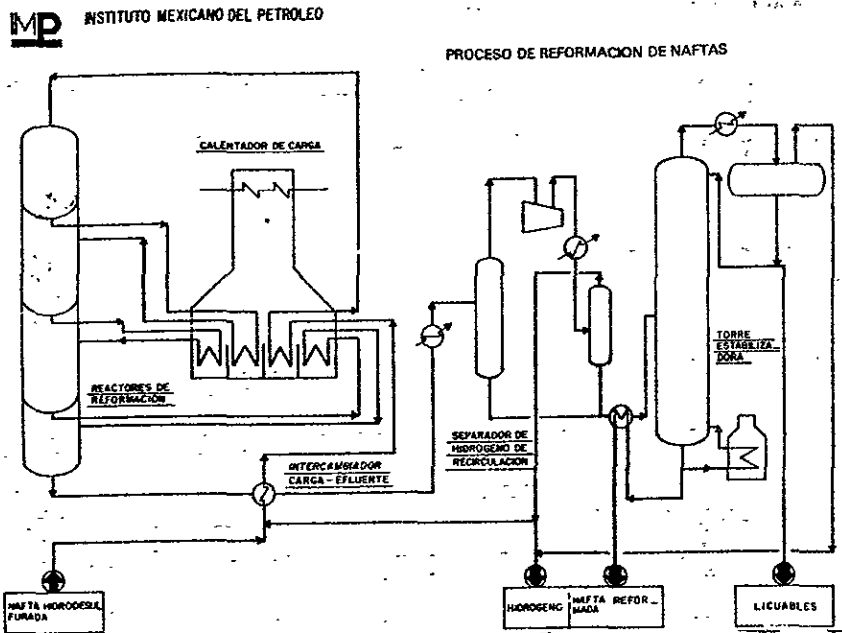 IMP
INSTITUTO MEXICANO DEL PETROLEO
PROCESO DE REFORMACION DE NAFTAS
CALENTADOR DE CARGA
REACTORES DE
REFORMACIÓN
INTERCAMBIADOR
CARGA - EFLUENTE
SEPARADOR DE
HIDROGENO DE
RECIRCULACION
TORRE
ESTABILIZA_
DORA
NAFTA HIDRODESUL
FURADA
HIDROGENO
NAFTA REFOR_
MADA
LICUABLES